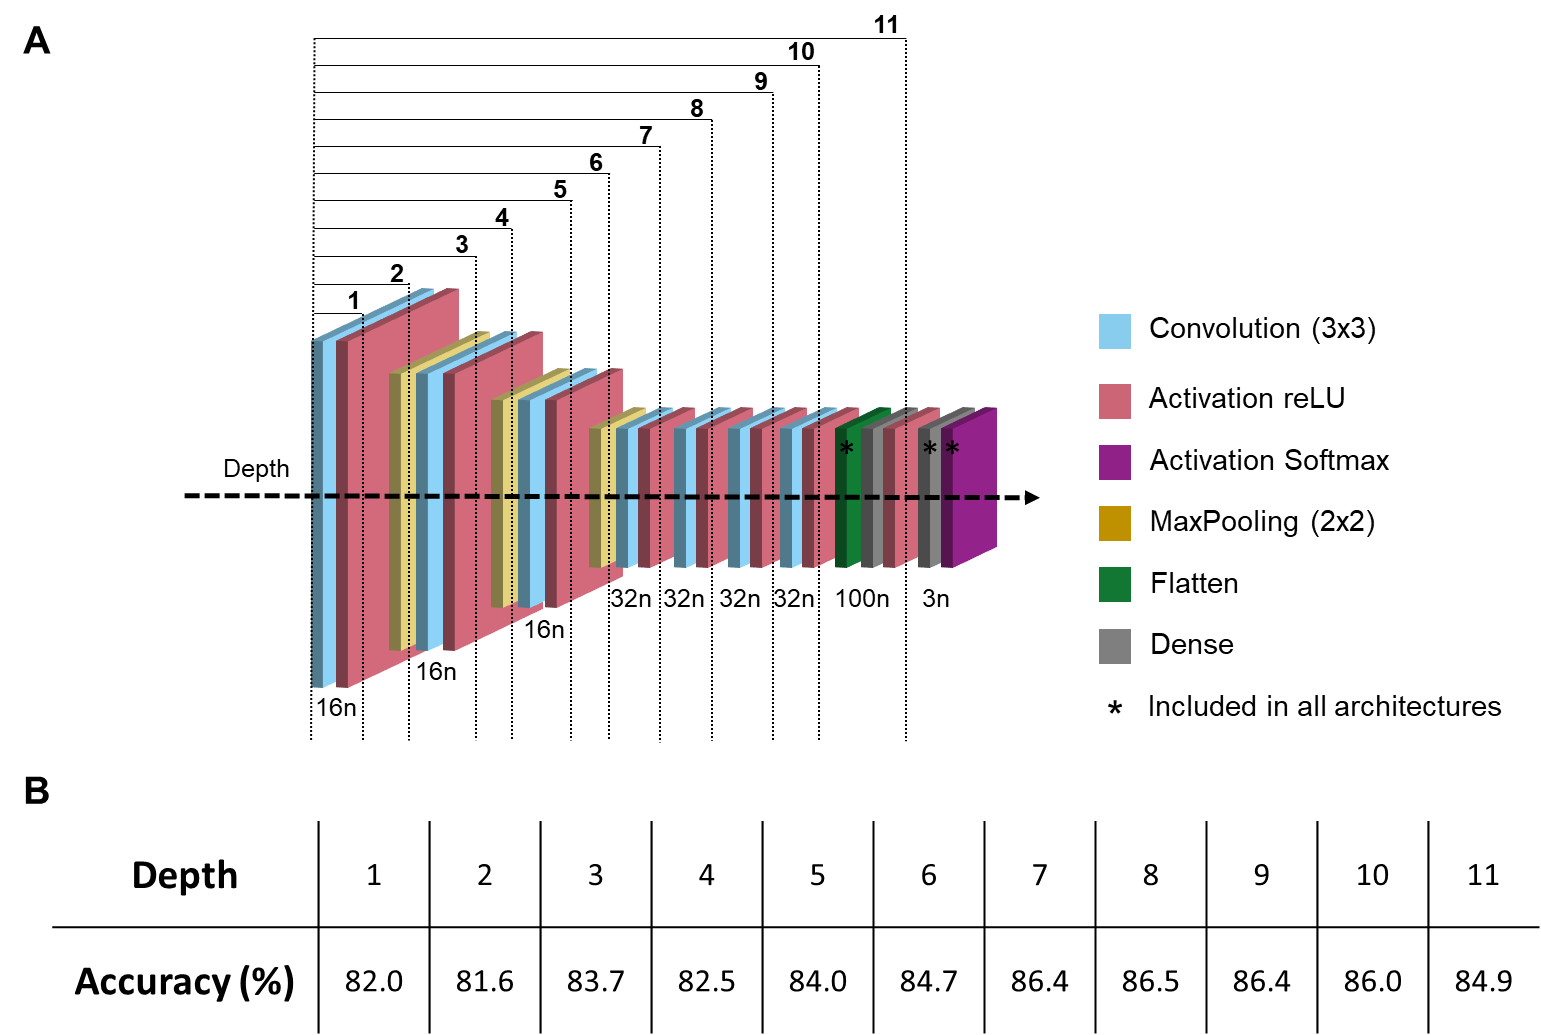 A
11
10
9
8
7
6
5
4
3
2
1
Depth
* * *
16n
16n
16n
32n 32n 32n 32n 100n 3n
Convolution (3x3)
Activation reLU
Activation Softmax
MaxPooling (2x2)
Flatten
Dense
* Included in all architectures
B
Depth 1 2 3 4 5 6 7 8 9 10 11
Accuracy (%) 82.0 81.6 83.7 82.5 84.0 84.7 86.4 86.5 86.4 86.0 84.9